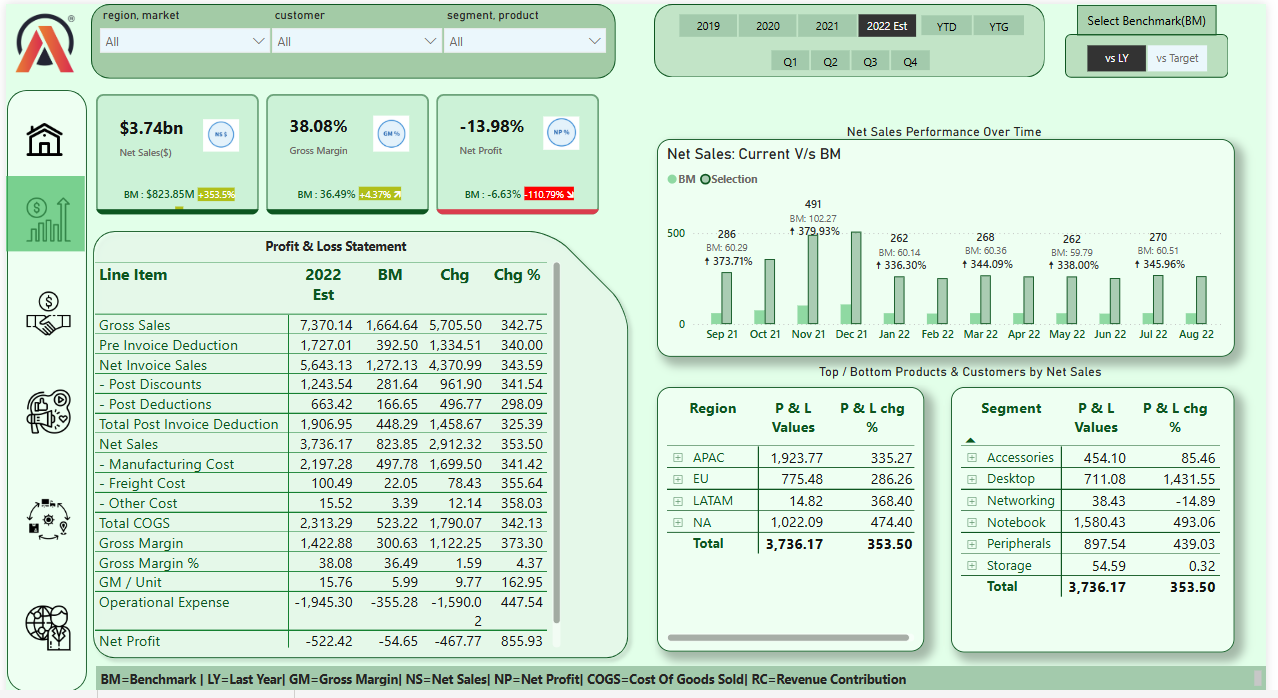 region, market customer segment, product
All All All
2019 2020 2021 2022 Est YTD YTG
Q1 Q2 Q3 Q4
Select Benchmark(BM)
vs LY vs Target
®
$3.74bn NS $
Net Sales($)
BM : $823.85M +353.5%
38.08% GM %
Gross Margin
BM : 36.49% +4.37%
-13.98% NP %
Net Profit
BM : -6.63% -110.79%
Profit & Loss Statement
Line Item 2022 Est BM Chg Chg %
Gross Sales 7,370.14 1,664.64 5,705.50 342.75
Pre Invoice Deduction 1,727.01 392.50 1,334.51 340.00
Net Invoice Sales 5,643.13 1,272.13 4,370.99 343.59
- Post Discounts 1,243.54 281.64 961.90 341.54
- Post Deductions 663.42 166.65 496.77 298.09
Total Post Invoice Deduction 1,906.95 448.29 1,458.67 325.39
Net Sales 3,736.17 823.85 2,912.32 353.50
- Manufacturing Cost 2,197.28 497.78 1,699.50 341.42
- Freight Cost 100.49 22.05 78.43 355.64
- Other Cost 15.52 3.39 12.14 358.03
Total COGS 2,313.29 523.22 1,790.07 342.13
Gross Margin 1,422.88 300.63 1,122.25 373.30
Gross Margin % 38.08 36.49 1.59 4.37
GM / Unit 15.76 5.99 9.77 162.95
Operational Expense -1,945.30 -355.28 -1,590.02 447.54
Net Profit -522.42 -54.65 -467.77 855.93
Net Sales Performance Over Time
Net Sales: Current V/s BM
BM Selection
500
0
286
BM: 60.29
↑ 373.71%
491
BM: 102.27
↑ 379.93%
262
BM: 60.14
↑ 336.30%
268
BM: 60.36
↑ 344.09%
262
BM: 59.79
↑ 338.00%
270
BM: 60.51
↑ 345.96%
Sep 21 Oct 21 Nov 21 Dec 21 Jan 22 Feb 22 Mar 22 Apr 22 May 22 Jun 22 Jul 22 Aug 22
Top / Bottom Products & Customers by Net Sales
Region P & L Values P & L chg %
APAC 1,923.77 335.27
EU 775.48 286.26
LATAM 14.82 368.40
NA 1,022.09 474.40
Total 3,736.17 353.50
Segment P & L Values P & L chg %
Accessories 454.10 85.46
Desktop 711.08 1,431.55
Networking 38.43 -14.89
Notebook 1,580.43 493.06
Peripherals 897.54 439.03
Storage 54.59 0.32
Total 3,736.17 353.50
BM=Benchmark | LY=Last Year| GM=Gross Margin| NS=Net Sales| NP=Net Profit| COGS=Cost Of Goods Sold| RC=Revenue Contribution